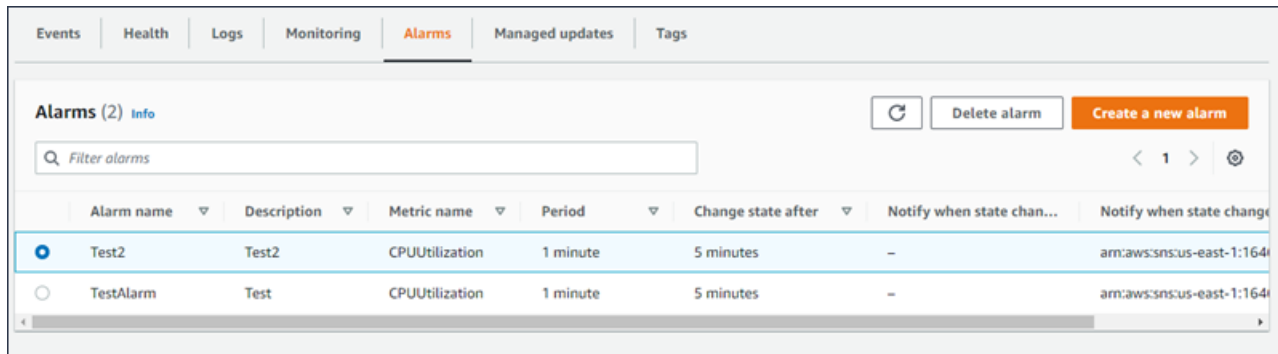 Events Health Logs Monitoring Alarms Managed updates Tags
Alarms (2) Info Delete alarm Create a new alarm
Filter alarms 1
Alarm name Description Metric name Period Change state after Notify when state chan... Notify when state change
Test2 Test2 CPUUtilization 1 minute 5 minutes – arn:aws:sns:us-east-1:164
TestAlarm Test CPUUtilization 1 minute 5 minutes – arn:aws:sns:us-east-1:164